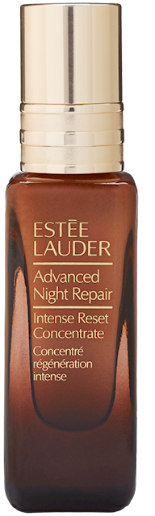 ESTĒE
LAUDER
Advanced
Night Repair
Intense Reset
Concentrate
Concentré
régénération
intense